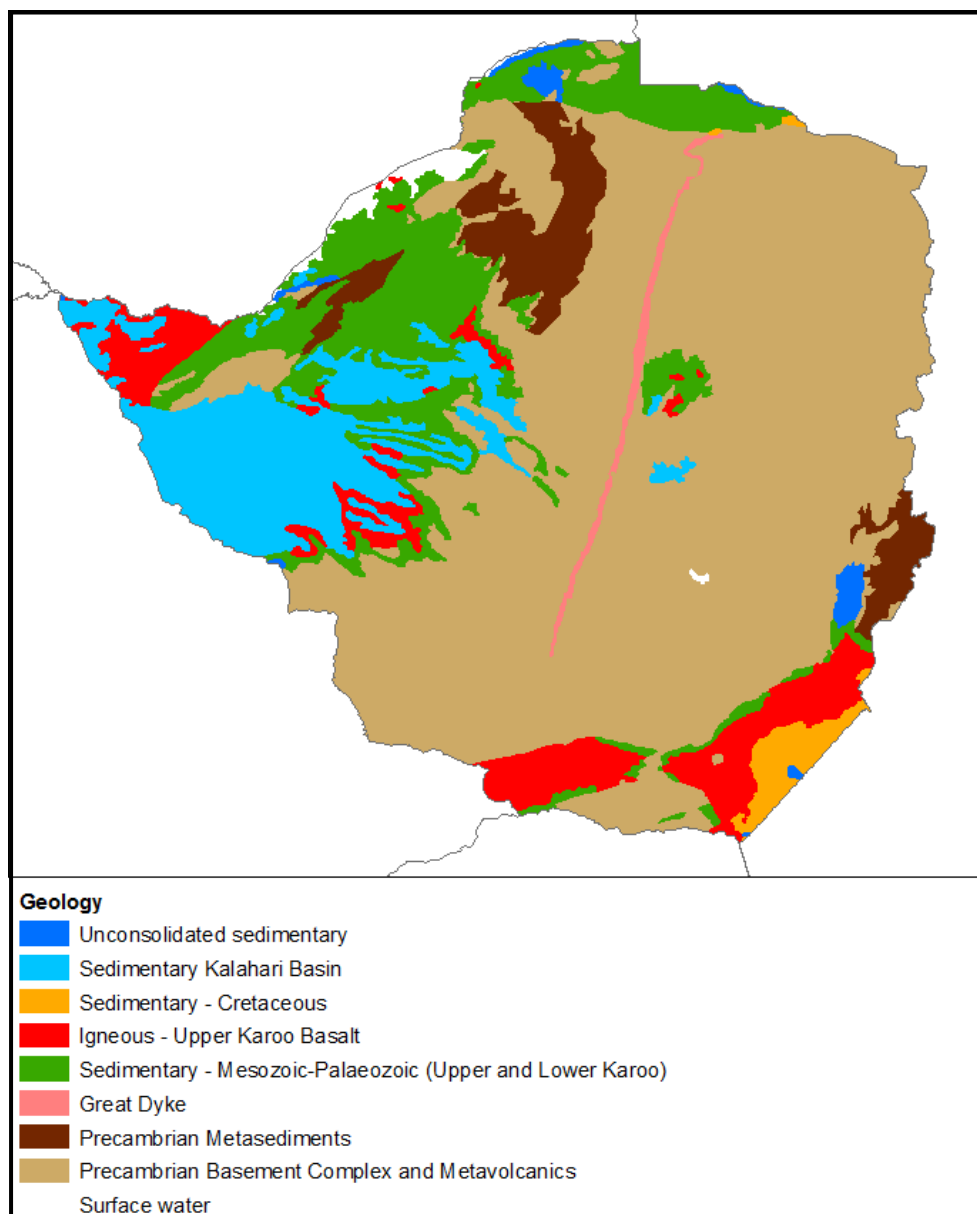 Geology
Unconsolidated sedimentary
Sedimentary Kalahari Basin
Sedimentary - Cretaceous
Igneous - Upper Karoo Basalt
Sedimentary - Mesozoic-Palaeozoic (Upper and Lower Karoo)
Great Dyke
Precambrian Metasediments
Precambrian Basement Complex and Metavolcanics
Surface water